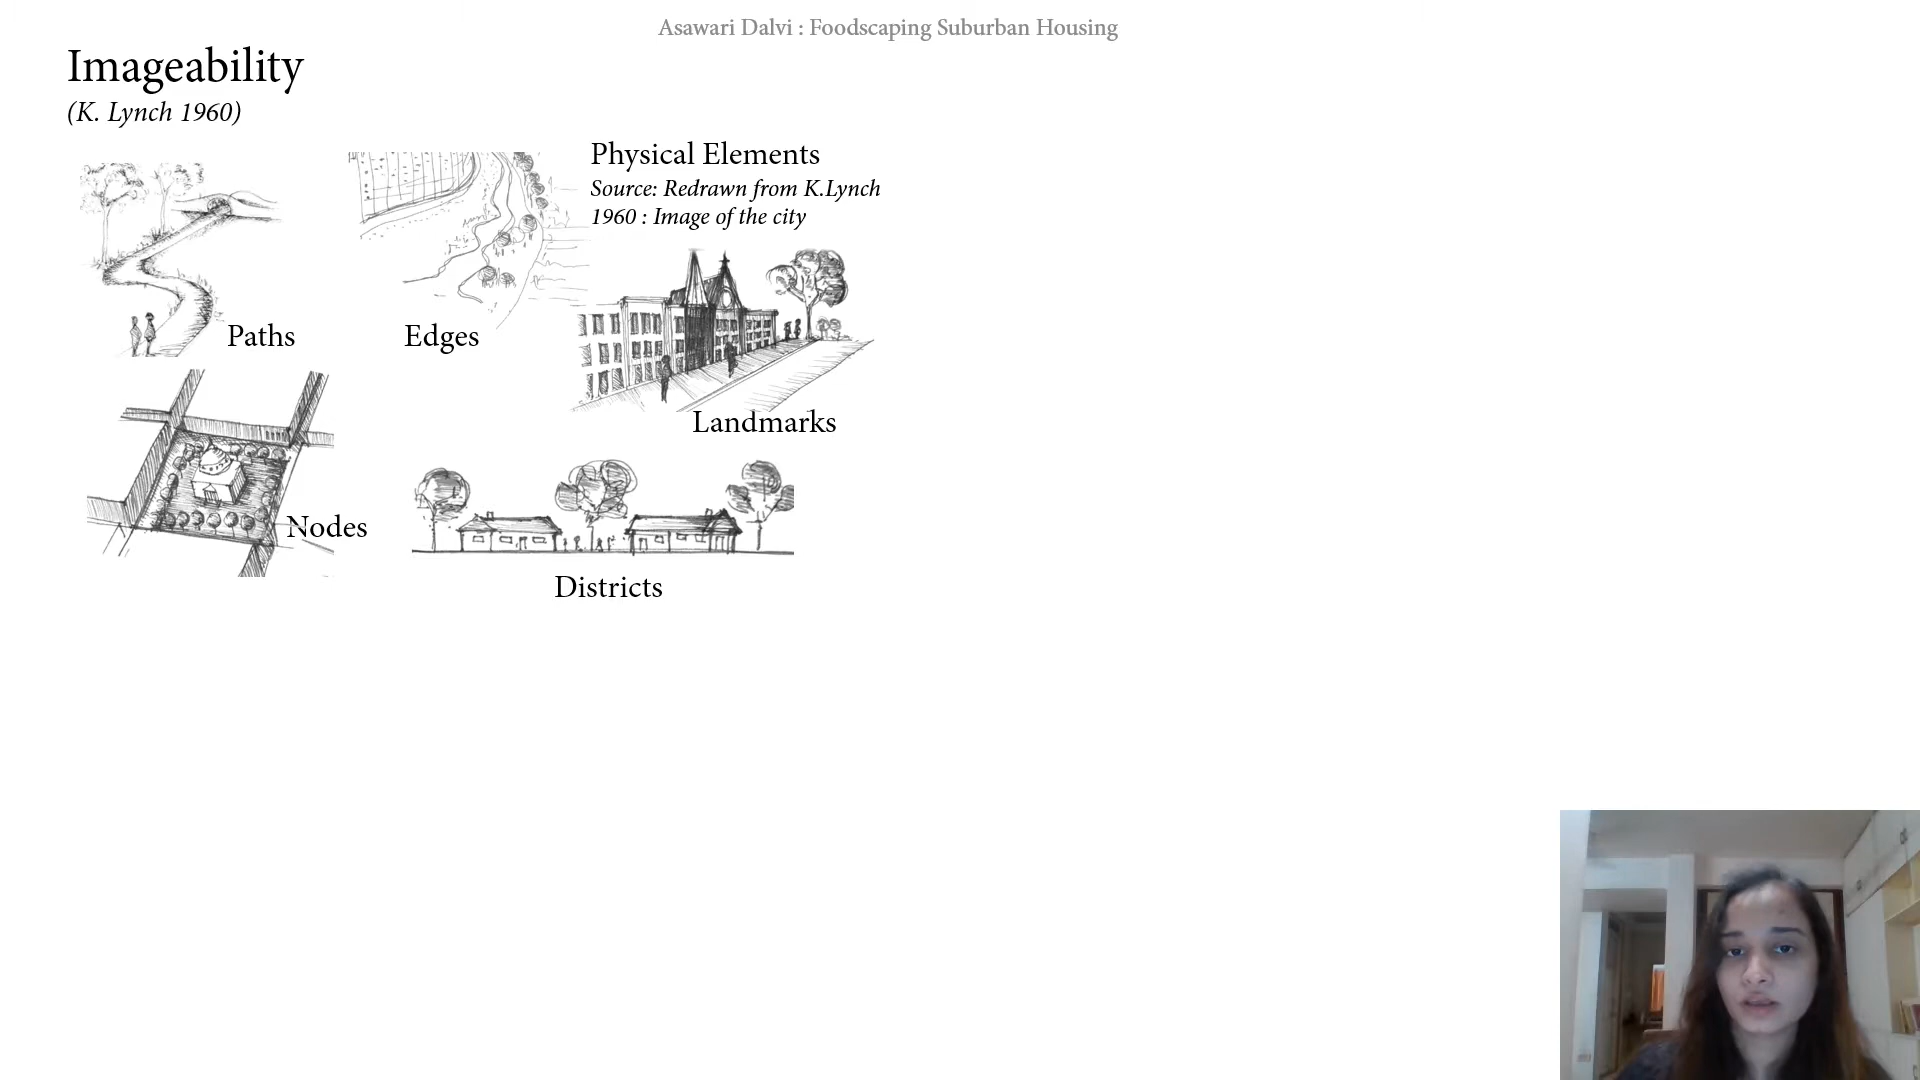 Asawari Dalvi : Foodscaping Suburban Housing
Imageability
(K. Lynch 1960)
Physical Elements
Source: Redrawn from K.Lynch
1960 : Image of the city
Paths
Edges
Landmarks
Nodes
Districts